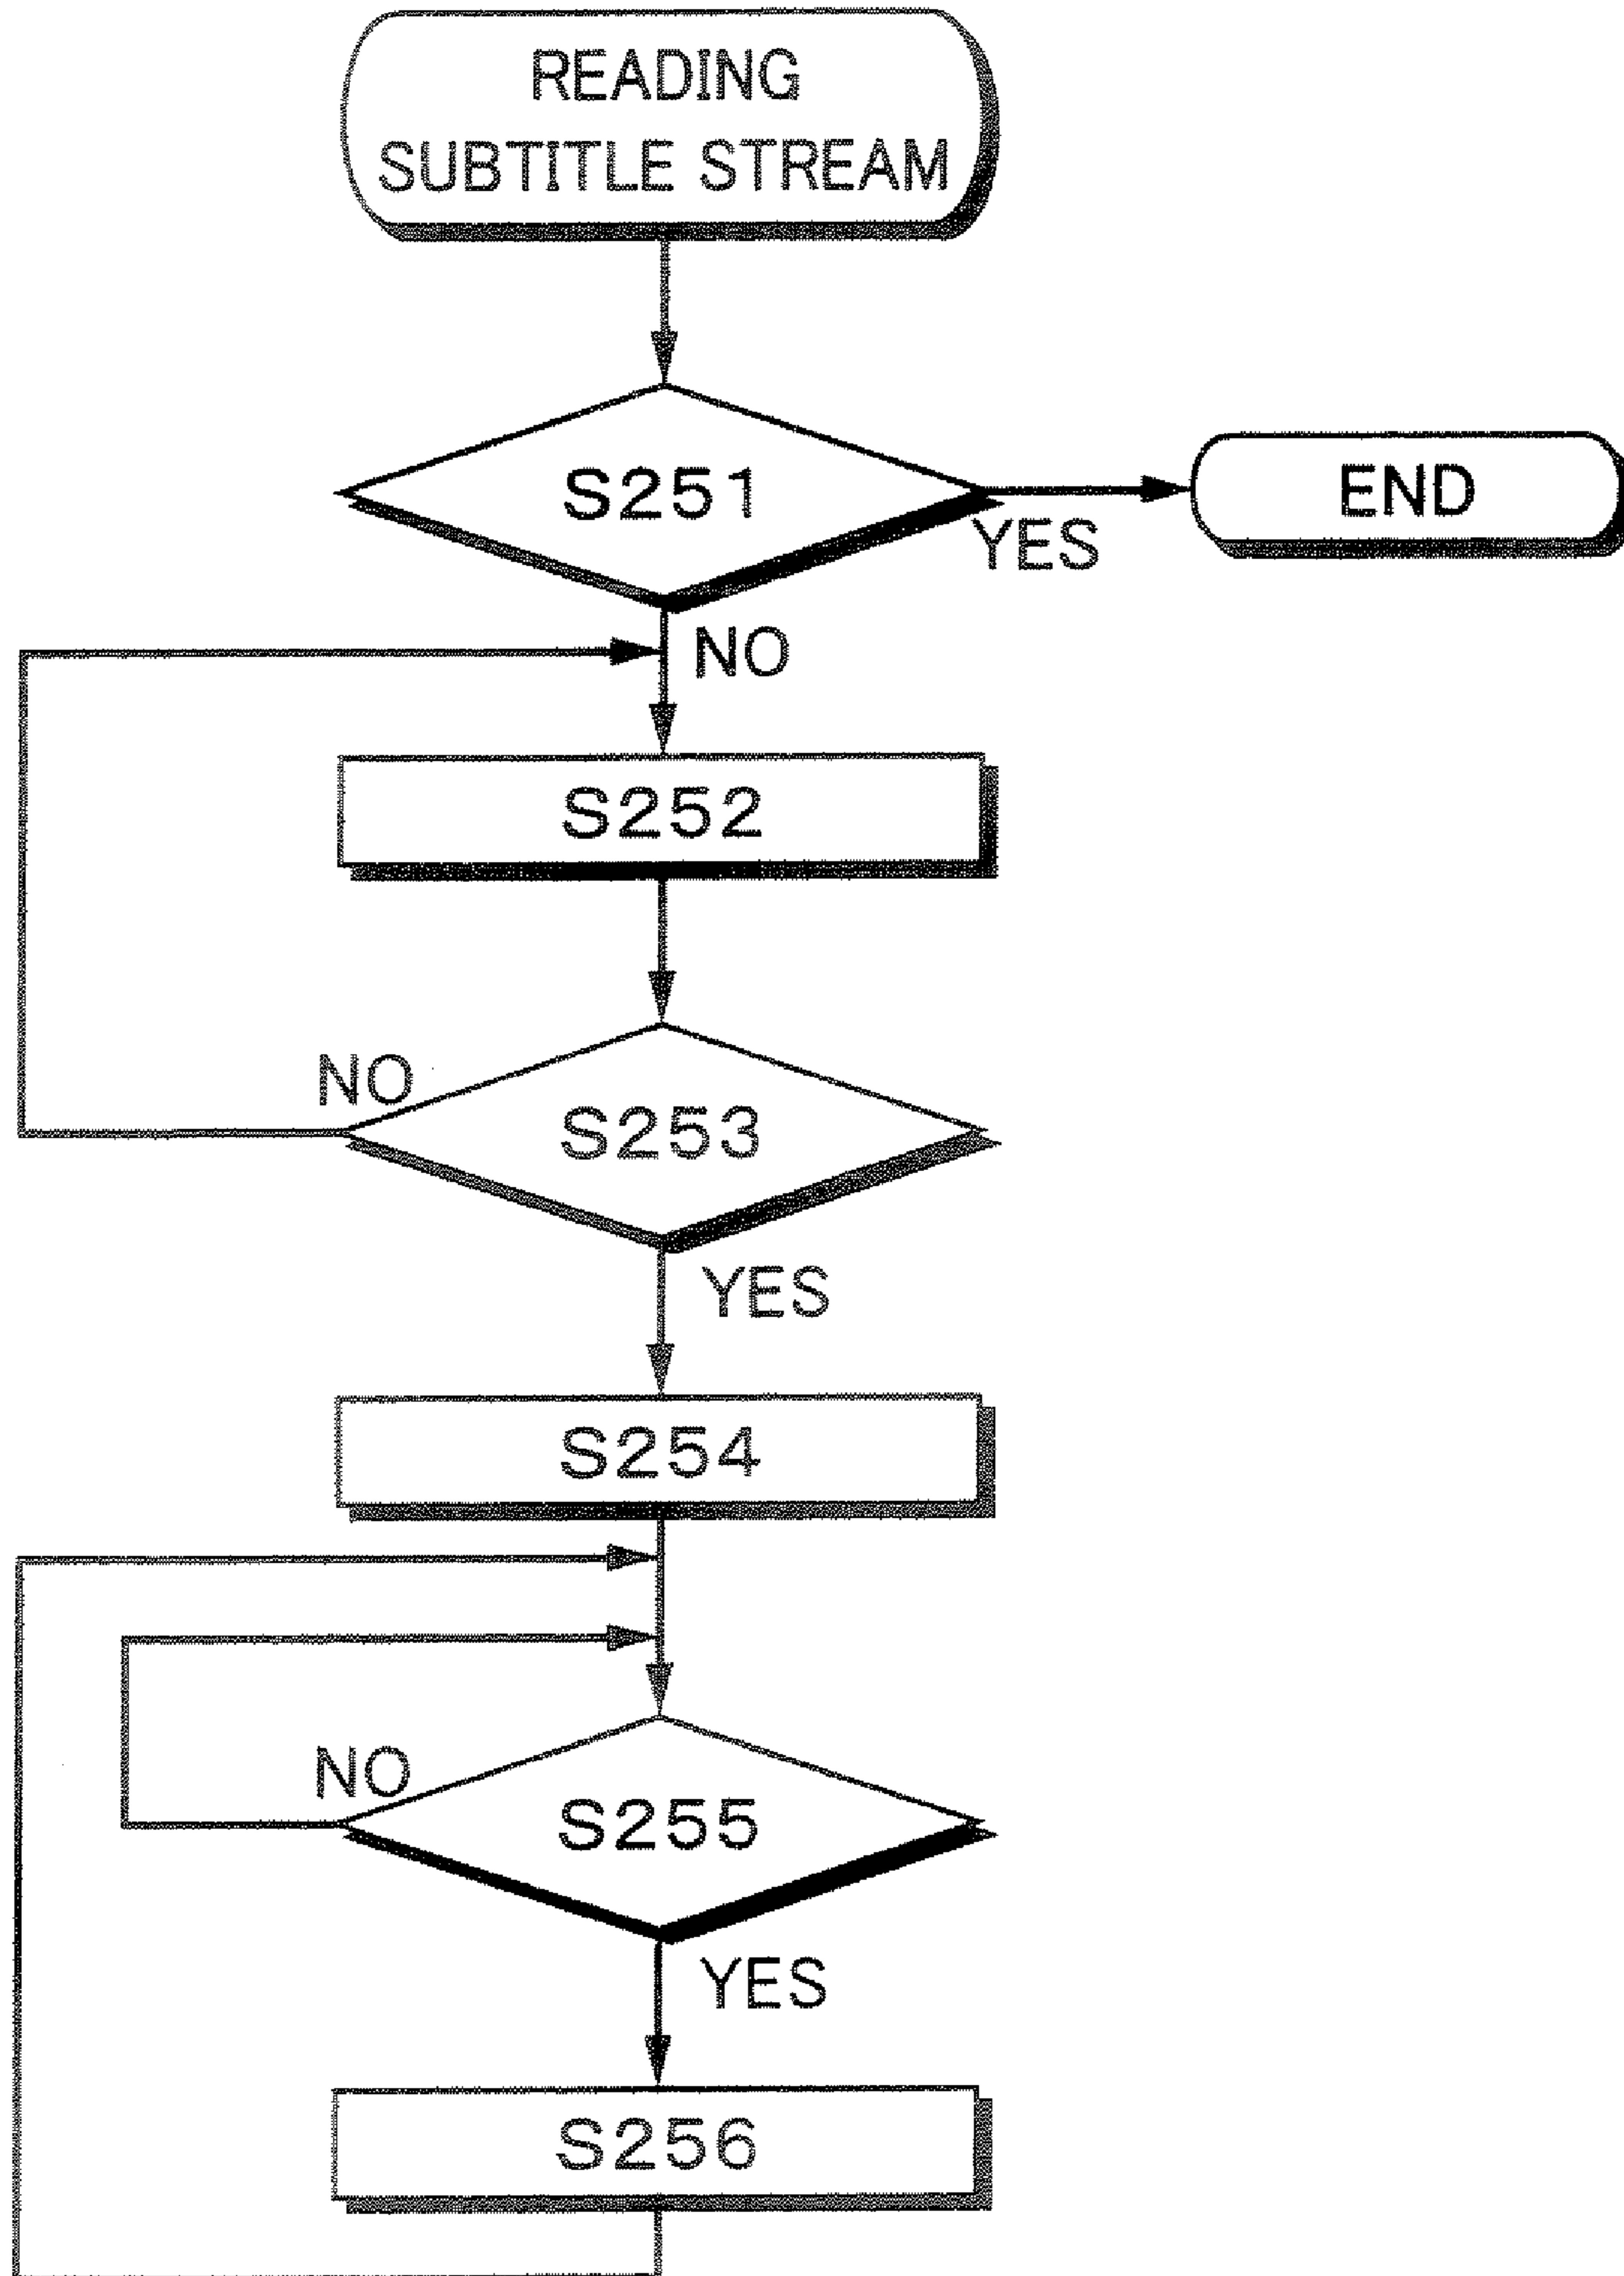 READING
SUBTITLE STREAM
S251
END
YES
NO
S252
NO
S253
YES
S254
NO
S255
YES
S256